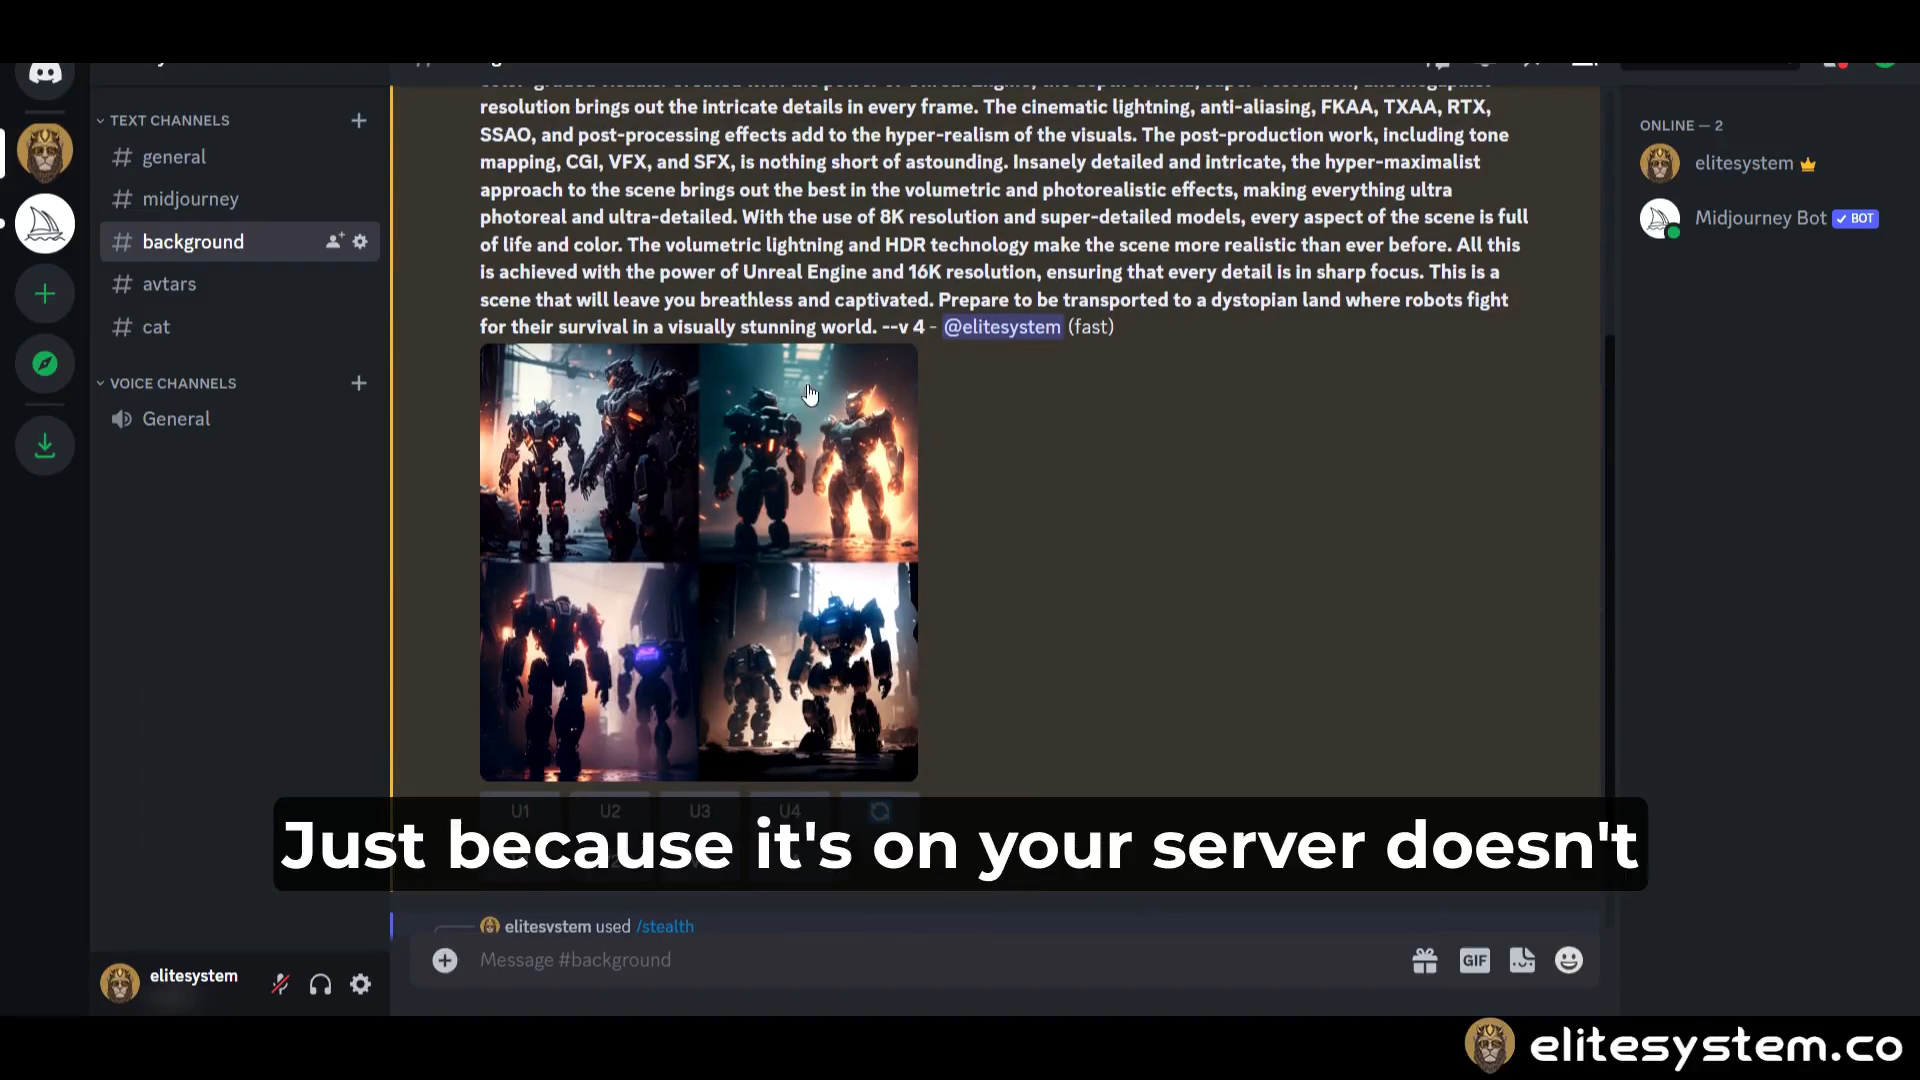 TEXT CHANNELS
general
midjourney
background
avtars
cat
VOICE CHANNELS
General
elitesystem
resolution brings out the intricate details in every frame. The cinematic lightning, anti-aliasing, FKAA, TXAA, RTX,
SSAO, and post-processing effects add to the hyper-realism of the visuals. The post-production work, including tone
mapping, CGI, VFX, and SFX, is nothing short of astounding. Insanely detailed and intricate, the hyper-maximalist
approach to the scene brings out the best in the volumetric and photorealistic effects, making everything ultra
photoreal and ultra-detailed. With the use of 8K resolution and super-detailed models, every aspect of the scene is full
of life and color. The volumetric lightning and HDR technology make the scene more realistic than ever before. All this
is achieved with the power of Unreal Engine and 16K resolution, ensuring that every detail is in sharp focus. This is a
scene that will leave you breathless and captivated. Prepare to be transported to a dystopian land where robots fight
for their survival in a visually stunning world. --v 4 - @elitesystem (fast)
U1 U2 U3 U4
Just because it's on your server doesn't
elitesystem used /stealth
Message #background
GIF
ONLINE — 2
elitesystem
Midjourney Bot ✓ BOT
elitesystem.co